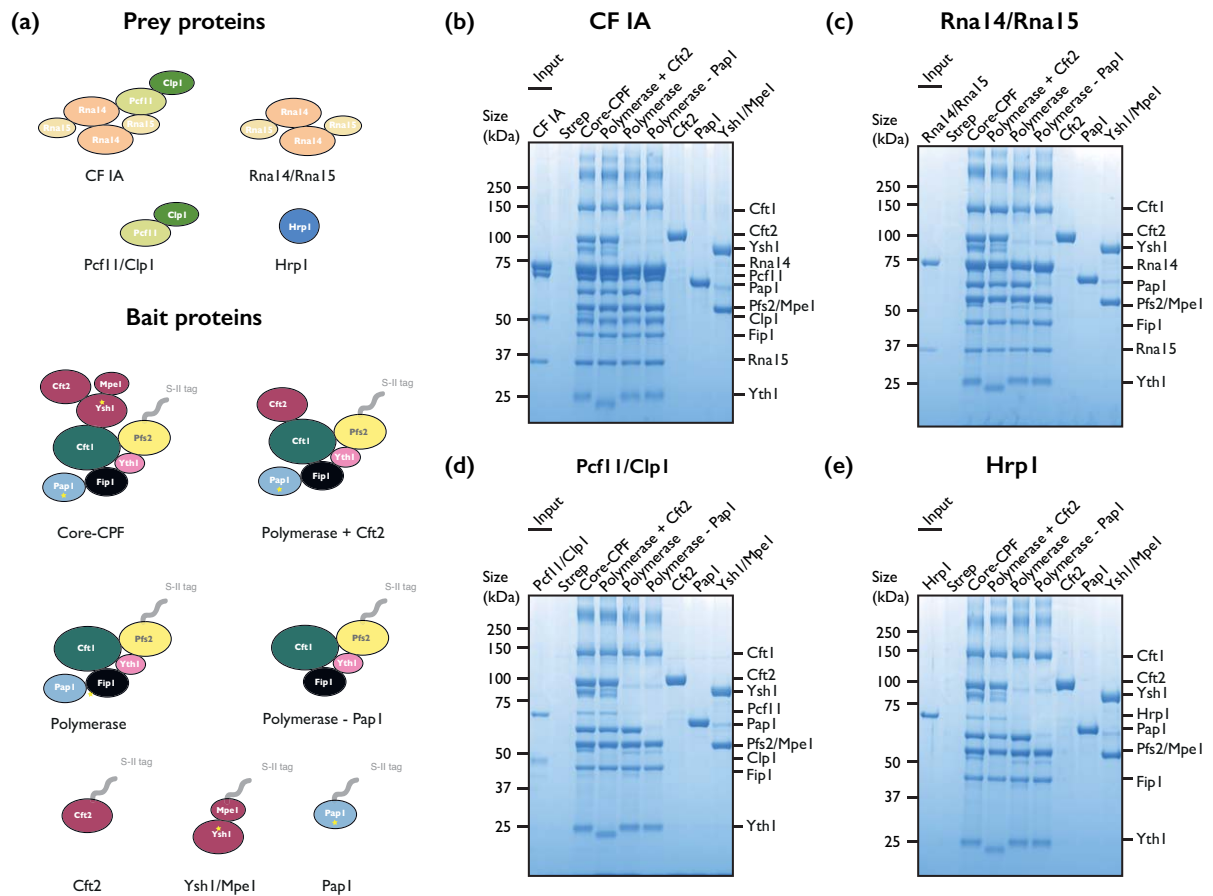 (a)
Prey proteins
Clp1
Rna14
Pcf11
Rna15
Rna15
Rna14
CF IA
Rna14
Rna15
Rna15
Rna14
Rna14/Rna15
Clp1
Pcf11
Pcf11/Clp1
Hrp1
Hrp1
Bait proteins
S-II tag
Cft2
Mpe1
Ysh1
Cft1
Pfs2
Yth1
Pap1
Fip1
Core-CPF
S-II tag
Cft2
Cft1
Pfs2
Yth1
Pap1
Fip1
Polymerase + Cft2
S-II tag
Cft1
Pfs2
Yth1
Pap1
Fip1
Polymerase
S-II tag
Cft1
Pfs2
Yth1
Fip1
Polymerase - Pap1
S-II tag
Cft2
Cft2
S-II tag
Mpe1
Ysh1
Ysh1/Mpe1
S-II tag
Pap1
Pap1
(b)
CF IA
Input
Size
(kDa)
CF IA
Strep
Core-CPF
Polymerase + Cft2
Polymerase
Polymerase - Pap1
Cft2
Pap1
Ysh1/Mpe1
250
150
100
75
50
37
25
Cft1
Cft2
Ysh1
Rna14
Pcf11
Pap1
Pfs2/Mpe1
Clp1
Fip1
Rna15
Yth1
(c)
Rna14/Rna15
Input
Size
(kDa)
Rna14/Rna15
Strep
Core-CPF
Polymerase + Cft2
Polymerase
Polymerase - Pap1
Cft2
Pap1
Ysh1/Mpe1
250
150
100
75
50
37
25
Cft1
Cft2
Ysh1
Rna14
Pap1
Pfs2/Mpe1
Fip1
Rna15
Yth1
(d)
Pcf11/Clp1
Input
Size
(kDa)
Pcf11/Clp1
Strep
Core-CPF
Polymerase + Cft2
Polymerase
Polymerase - Pap1
Cft2
Pap1
Ysh1/Mpe1
250
150
100
75
50
37
25
Cft1
Cft2
Ysh1
Pcf11
Pap1
Pfs2/Mpe1
Clp1
Fip1
Yth1
(e)
Hrp1
Input
Size
(kDa)
Hrp1
Strep
Core-CPF
Polymerase + Cft2
Polymerase
Polymerase - Pap1
Cft2
Pap1
Ysh1/Mpe1
250
150
100
75
50
37
25
Cft1
Cft2
Ysh1
Hrp1
Pap1
Pfs2/Mpe1
Fip1
Yth1